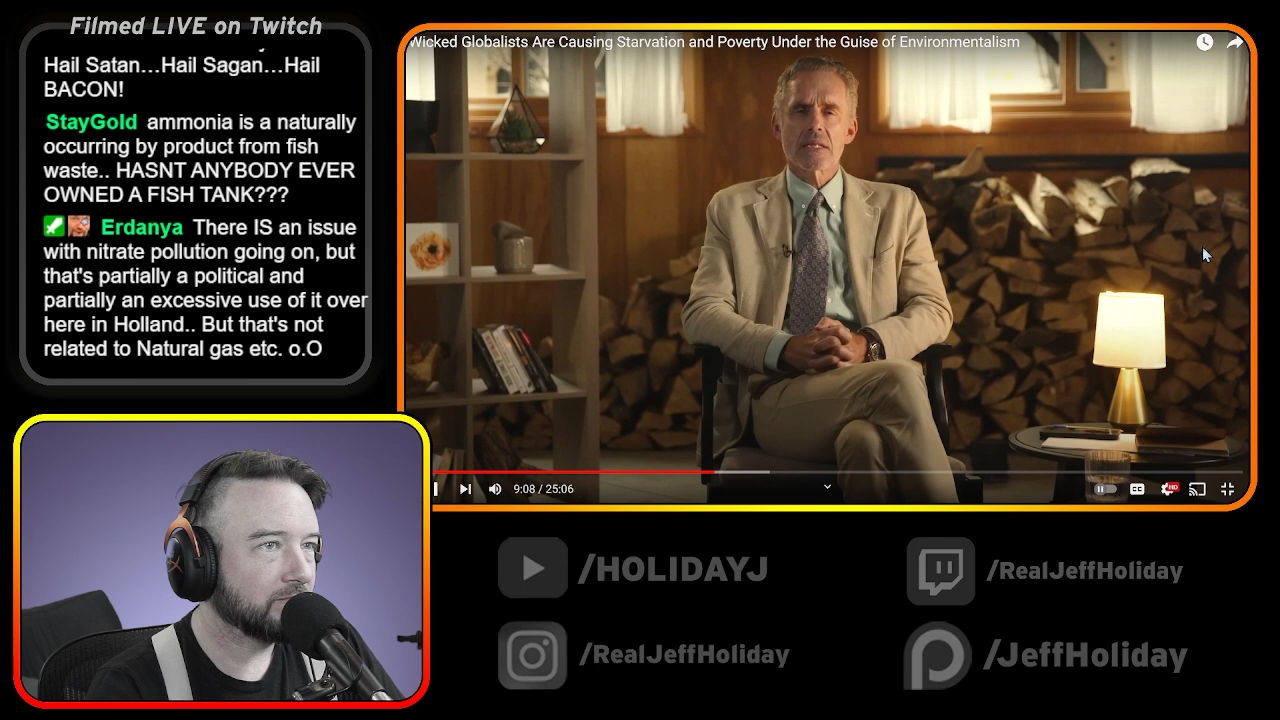 Filmed LIVE on Twitch
Hail Satan...Hail Sagan...Hail
BACON!
StayGold ammonia is a naturally
occurring by product from fish
waste.. HASNT ANYBODY EVER
OWNED A FISH TANK???
Erdanya There IS an issue
with nitrate pollution going on, but
that's partially a political and
partially an excessive use of it over
here in Holland.. But that's not
related to Natural gas etc. o.O
Wicked Globalists Are Causing Starvation and Poverty Under the Guise of Environmentalism
9:08 / 25:06
CC
HD
/HOLIDAYJ
/RealJeffHoliday
/RealJeffHoliday
/JeffHoliday